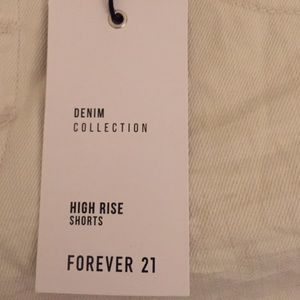 DENIM
COLLECTION
HIGH RISE
SHORTS
FOREVER 21